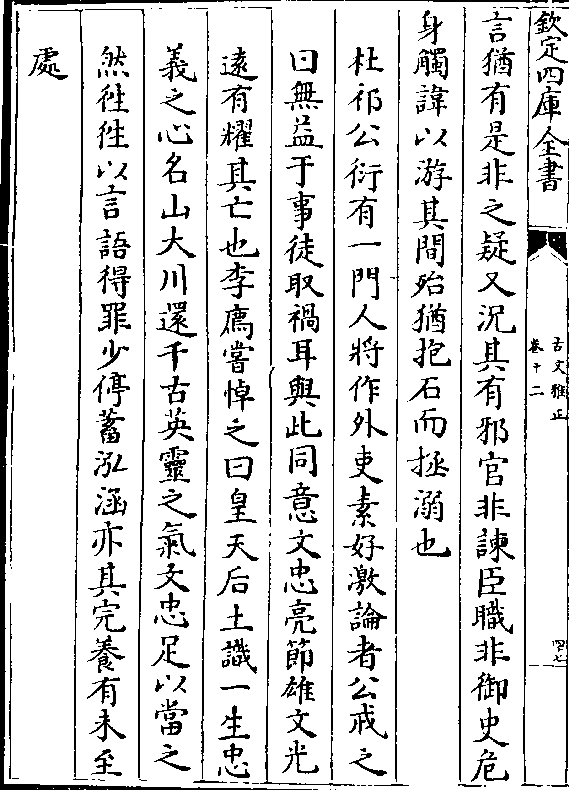 欽定四庫全書
古文雅正
卷十二
四七
言猶有是非之疑又況其有邪官非諫臣職非御史危
身觸諱以游其間殆猶抱石而拯溺也
杜祁公衍有一門人將作外吏素好激論者公戒之
曰無益于事徒取禍耳與此同意文忠亮節雄文光
遠有耀其亡也李廌嘗悼之曰皇天后土識一生忠
義之心名山大川還千古英靈之氣文忠足以當之
然徃徃以言語得罪少停蓄泓涵亦其完養有未至
處